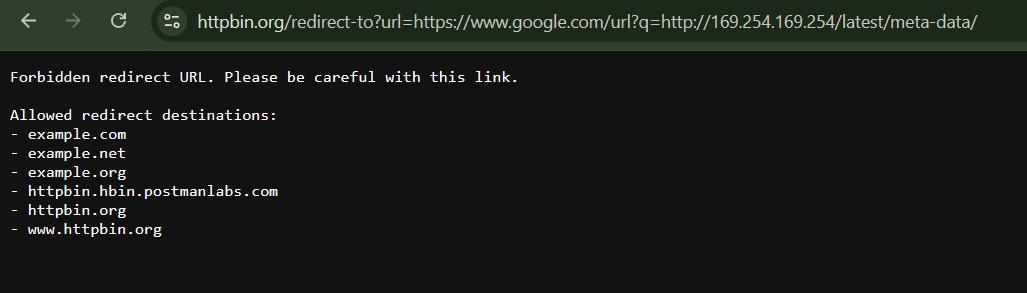 httpbin.org/redirect-to?url=https://www.google.com/url?q=http://169.254.169.254/latest/meta-data/
Forbidden redirect URL. Please be careful with this link.
Allowed redirect destinations:
- example.com
- example.net
- example.org
- httpbin.hbin.postmanlabs.com
- httpbin.org
- www.httpbin.org